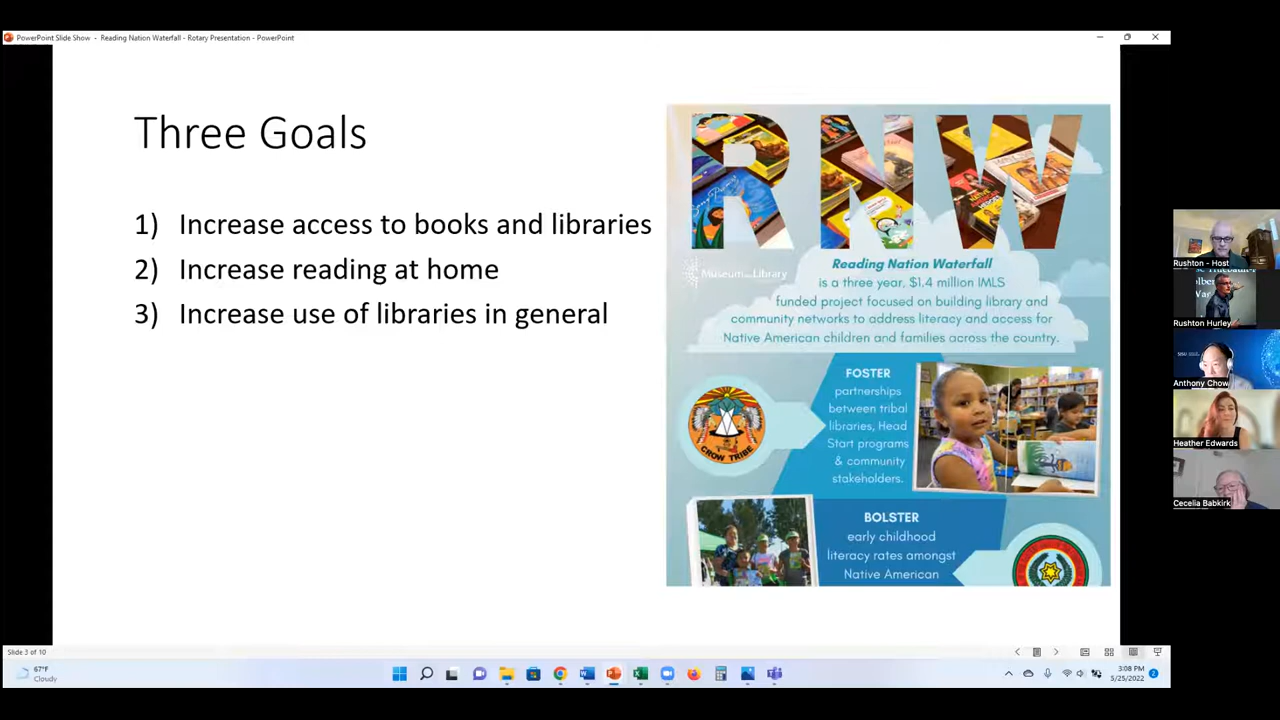 PowerPoint Slide Show - Reading Nation Waterfall - Rotary Presentation - PowerPoint
Three Goals
1) Increase access to books and libraries
2) Increase reading at home
3) Increase use of libraries in general
RNW
Museum and Library
Reading Nation Waterfall
is a three year, $1.4 million IMLS
funded project focused on building library and
community networks to address literacy and access for
Native American children and families across the country.
FOSTER
partnerships
between tribal
libraries, Head
Start programs
& community
stakeholders.
CROW TRIBE
BOLSTER
early childhood
literacy rates amongst
Native American
Rushton - Host
Rushton Hurley
Anthony Chow
Heather Edwards
Cecelia Babkirk
Slide 3 of 10
67°F
Cloudy
3:08 PM
5/25/2022
2